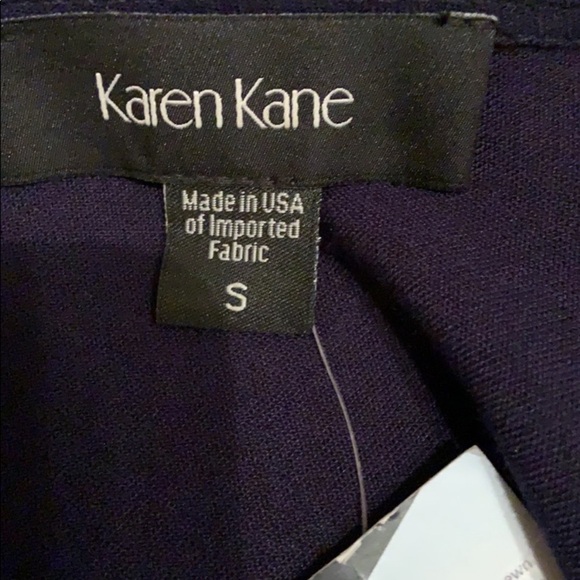 Karen Kane
Made in USA
of Imported
Fabric
S